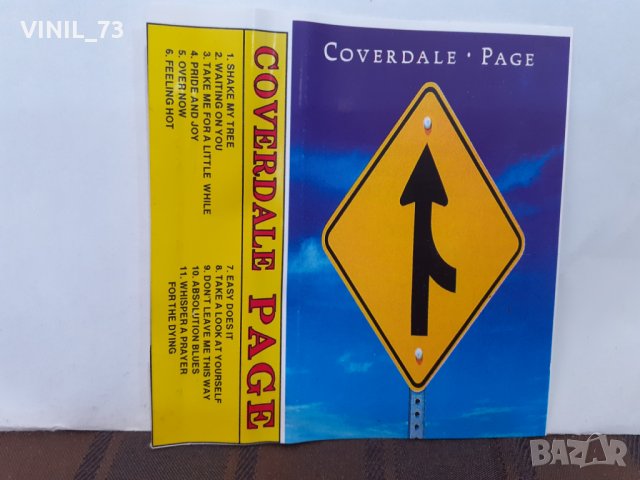 VINIL_73
COVERDALE · PAGE
COVERDALE PAGE
1. SHAKE MY TREE
2. WAITING ON YOU
3. TAKE ME FOR A LITTLE WHILE
4. PRIDE AND JOY
5. OVER NOW
6. FEELING HOT
7. EASY DOES IT
8. TAKE A LOOK AT YOURSELF
9. DON'T LEAVE ME THIS WAY
10. ABSOLUTION BLUES
11. WHISPER A PRAYER
FOR THE DYING
BAZAR